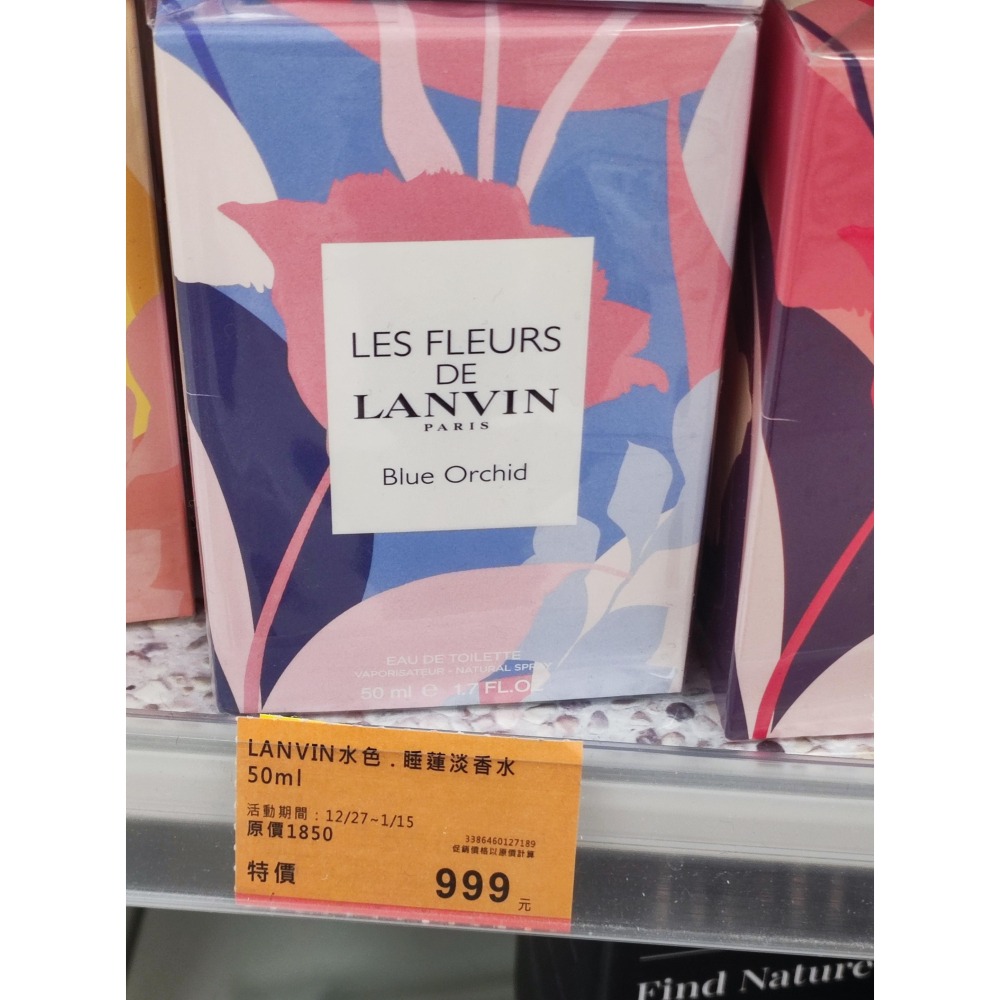 LES FLEURS
DE
LANVIN
PARIS
Blue Orchid
EAU DE TOILETTE
VAPORISATEUR - NATURAL SPRAY
50 ml e 1.7 FL.OZ
LANVIN水色．睡蓮淡香水
50ml
活動期間：12/27~1/15
原價1850
3386460127189
促銷價格以原價計算
特價
999元
Find Nature